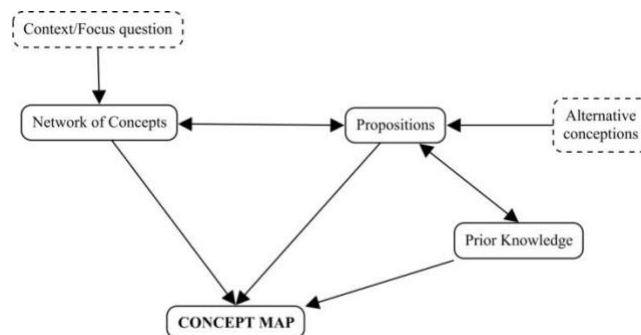 Context/Focus question
Network of Concepts
Propositions
Alternative
conceptions
Prior Knowledge
CONCEPT MAP